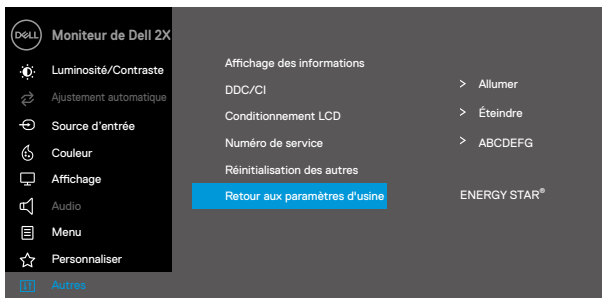 DELL
Moniteur de Dell 2X
Luminosité/Contraste
Ajustement automatique
Source d'entrée
Couleur
Affichage
Audio
Menu
Personnaliser
Autres
Affichage des informations
DDC/CI
> Allumer
Conditionnement LCD
> Éteindre
Numéro de service
> ABCDEFG
Réinitialisation des autres
Retour aux paramètres d'usine
ENERGY STAR®